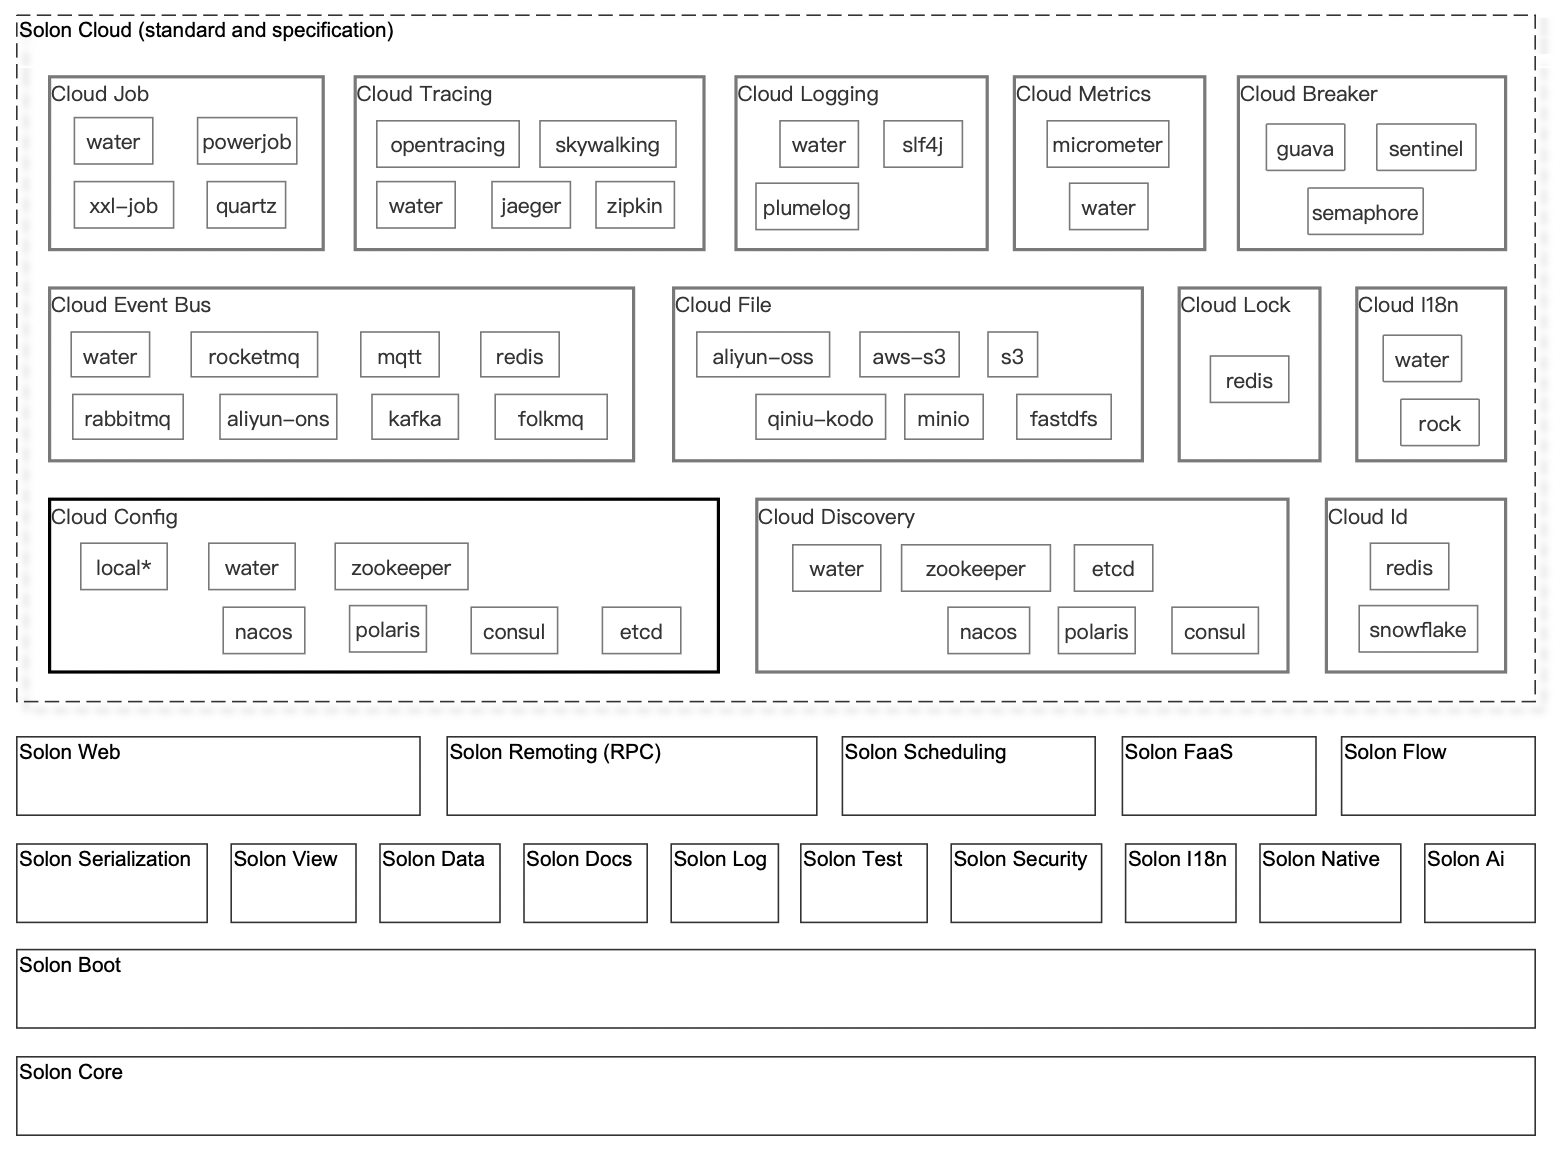 Solon Cloud (standard and specification)
Cloud Job
water
powerjob
xxl-job
quartz
Cloud Tracing
opentracing
skywalking
water
jaeger
zipkin
Cloud Logging
water
slf4j
plumelog
Cloud Metrics
micrometer
water
Cloud Breaker
guava
sentinel
semaphore
Cloud Event Bus
water
rocketmq
mqtt
redis
rabbitmq
aliyun-ons
kafka
folkmq
Cloud File
aliyun-oss
aws-s3
s3
qiniu-kodo
minio
fastdfs
Cloud Lock
redis
Cloud I18n
water
rock
Cloud Config
local*
water
zookeeper
nacos
polaris
consul
etcd
Cloud Discovery
water
zookeeper
etcd
nacos
polaris
consul
Cloud Id
redis
snowflake
Solon Web
Solon Remoting (RPC)
Solon Scheduling
Solon FaaS
Solon Flow
Solon Serialization
Solon View
Solon Data
Solon Docs
Solon Log
Solon Test
Solon Security
Solon I18n
Solon Native
Solon Ai
Solon Boot
Solon Core